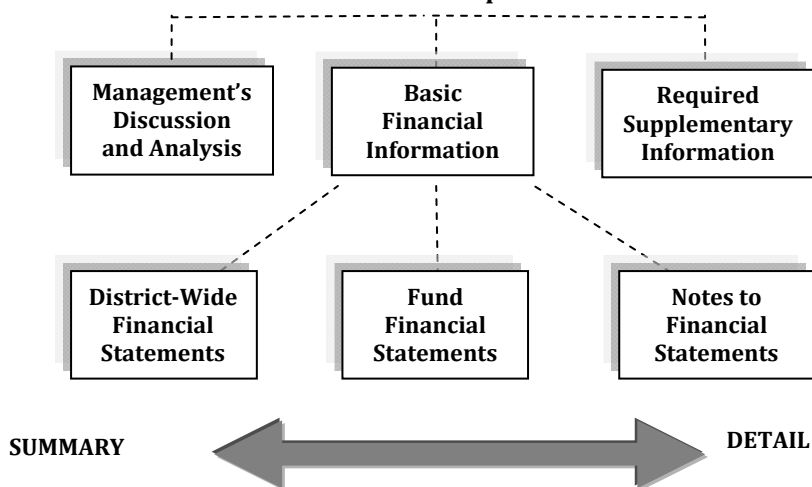 Management's
Discussion
and Analysis
Basic
Financial
Information
Required
Supplementary
Information
District-Wide
Financial
Statements
Fund
Financial
Statements
Notes to
Financial
Statements
SUMMARY
DETAIL